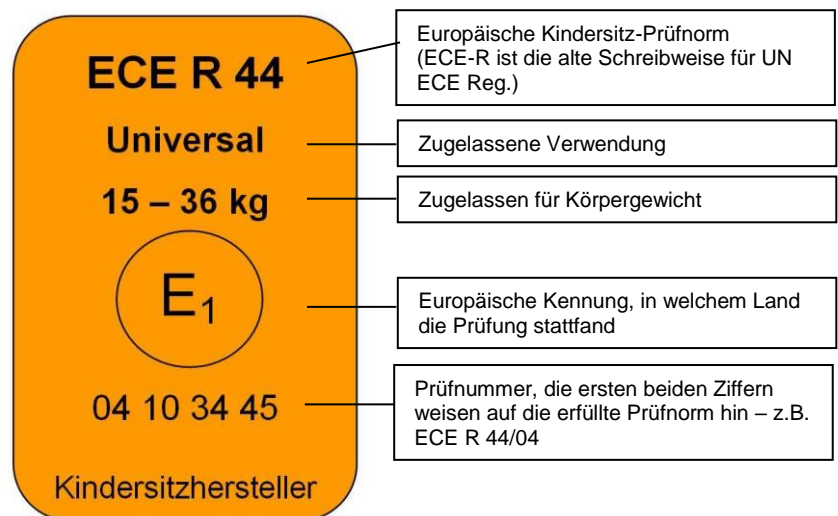 ECE R 44
Europäische Kindersitz-Prüfnorm
(ECE-R ist die alte Schreibweise für UN
ECE Reg.)
Universal
Zugelassene Verwendung
15 – 36 kg
Zugelassen für Körpergewicht
E1
Europäische Kennung, in welchem Land
die Prüfung stattfand
04 10 34 45
Prüfnummer, die ersten beiden Ziffern
weisen auf die erfüllte Prüfnorm hin – z.B.
ECE R 44/04
Kindersitzhersteller